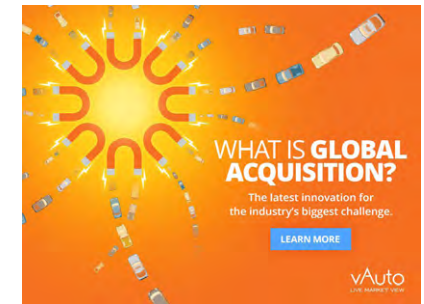 WHAT IS GLOBAL
ACQUISITION?
The latest innovation for
the industry's biggest challenge.
LEARN MORE
vAuto
LIVE MARKET VIEW